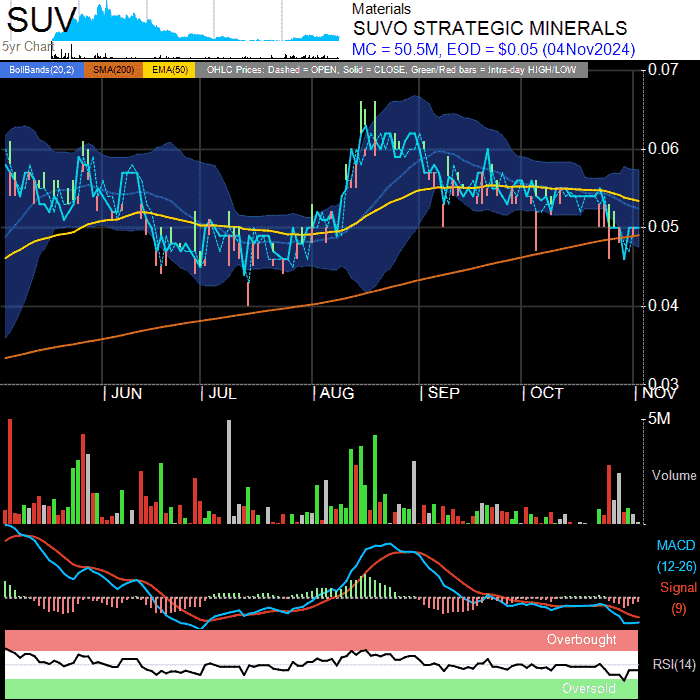 Materials
SUV
SUVO STRATEGIC MINERALS
5yr Chart
MC = 50.5M, EOD = $0.05 (04Nov2024)
BollBands(20,2) SMA(200) EMA(50) OHLC Prices: Dashed = OPEN, Solid = CLOSE, Green/Red bars = Intra-day HIGH/LOW
0.07
0.06
0.05
0.04
0.03
JUN JUL AUG SEP OCT NOV
5M
Volume
MACD
(12-26)
Signal
(9)
Overbought
RSI(14)
Oversold